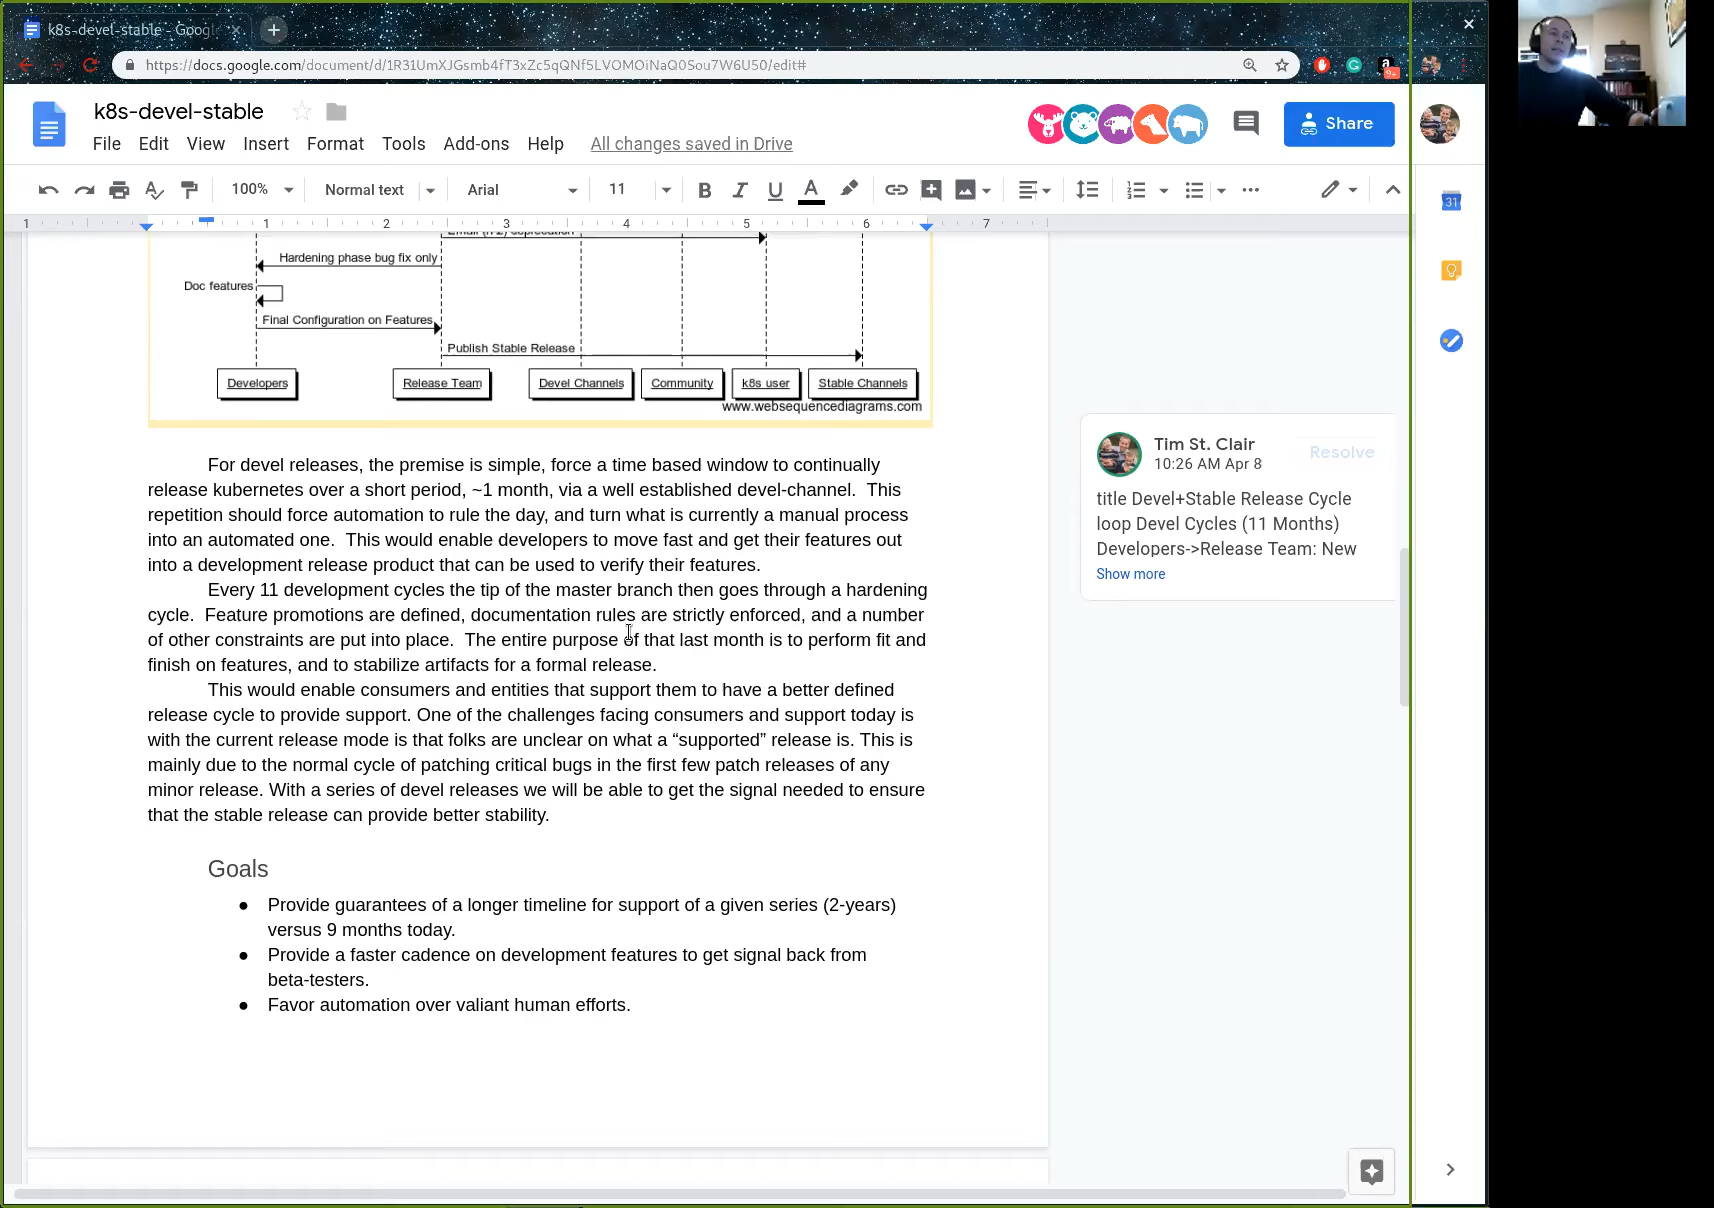 k8s-devel-stable - Googl
https://docs.google.com/document/d/1R31UmXJGsmb4fT3xZc5qQNf5LVOMOiNaQ0Sou7W6U50/edit#
9+
k8s-devel-stable
Share
File Edit View Insert Format Tools Add-ons Help All changes saved in Drive
100% Normal text Arial 11
31
1 1 2 3 4 5 6 7
Email (n-2) deprecation
Hardening phase bug fix only
Doc features
Final Configuration on Features
Publish Stable Release
Developers Release Team Devel Channels Community k8s user Stable Channels
www.websequencediagrams.com
For devel releases, the premise is simple, force a time based window to continually
release kubernetes over a short period, ~1 month, via a well established devel-channel. This
repetition should force automation to rule the day, and turn what is currently a manual process
into an automated one. This would enable developers to move fast and get their features out
into a development release product that can be used to verify their features.
Every 11 development cycles the tip of the master branch then goes through a hardening
cycle. Feature promotions are defined, documentation rules are strictly enforced, and a number
of other constraints are put into place. The entire purpose of that last month is to perform fit and
finish on features, and to stabilize artifacts for a formal release.
This would enable consumers and entities that support them to have a better defined
release cycle to provide support. One of the challenges facing consumers and support today is
with the current release mode is that folks are unclear on what a “supported” release is. This is
mainly due to the normal cycle of patching critical bugs in the first few patch releases of any
minor release. With a series of devel releases we will be able to get the signal needed to ensure
that the stable release can provide better stability.
Goals
● Provide guarantees of a longer timeline for support of a given series (2-years)
versus 9 months today.
● Provide a faster cadence on development features to get signal back from
beta-testers.
● Favor automation over valiant human efforts.
Tim St. Clair
10:26 AM Apr 8
Resolve
title Devel+Stable Release Cycle
loop Devel Cycles (11 Months)
Developers->Release Team: New
Show more